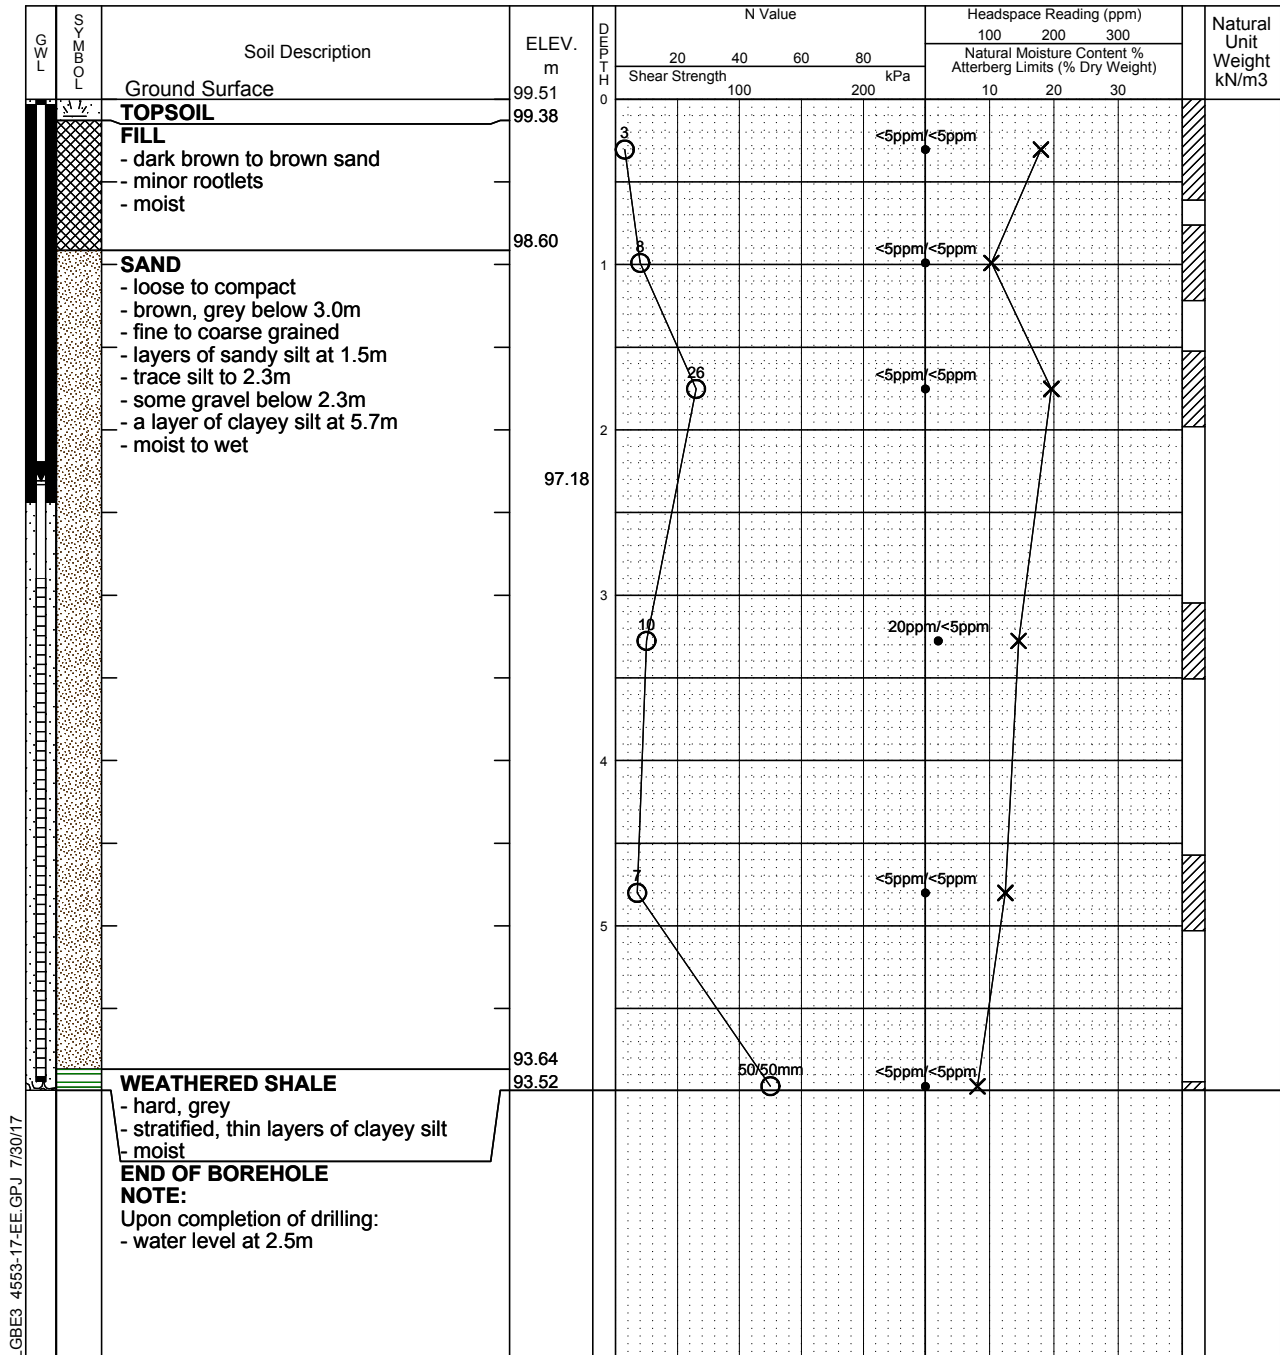 GWL
SYMBOL
Soil Description
ELEV.
m
DEPTH
N Value
20 40 60 80
Shear Strength kPa
100 200
Headspace Reading (ppm)
100 200 300
Natural Moisture Content %
Atterberg Limits (% Dry Weight)
10 20 30
Natural
Unit
Weight
kN/m3
Ground Surface
99.51
0
TOPSOIL
99.38
FILL
- dark brown to brown sand
- minor rootlets
- moist
3
<5ppm/<5ppm
98.60
SAND
- loose to compact
- brown, grey below 3.0m
- fine to coarse grained
- layers of sandy silt at 1.5m
- trace silt to 2.3m
- some gravel below 2.3m
- a layer of clayey silt at 5.7m
- moist to wet
8
<5ppm/<5ppm
1
26
<5ppm/<5ppm
2
97.18
3
10
20ppm/<5ppm
4
7
<5ppm/<5ppm
5
93.64
50/50mm
<5ppm/<5ppm
WEATHERED SHALE
93.52
- hard, grey
- stratified, thin layers of clayey silt
- moist
END OF BOREHOLE
NOTE:
Upon completion of drilling:
- water level at 2.5m
LGBE3 4553-17-EE.GPJ 7/30/17